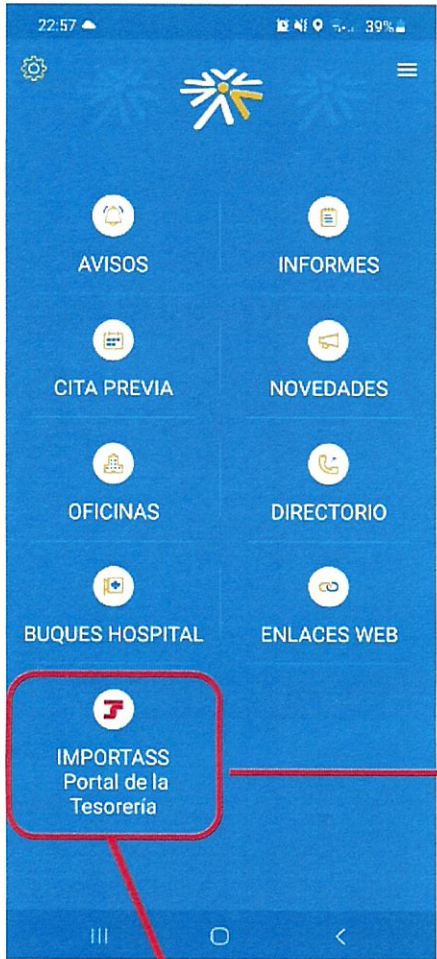 22:57
39%
AVISOS
INFORMES
CITA PREVIA
NOVEDADES
OFICINAS
DIRECTORIO
BUQUES HOSPITAL
ENLACES WEB
IMPORTASS
Portal de la
Tesorería